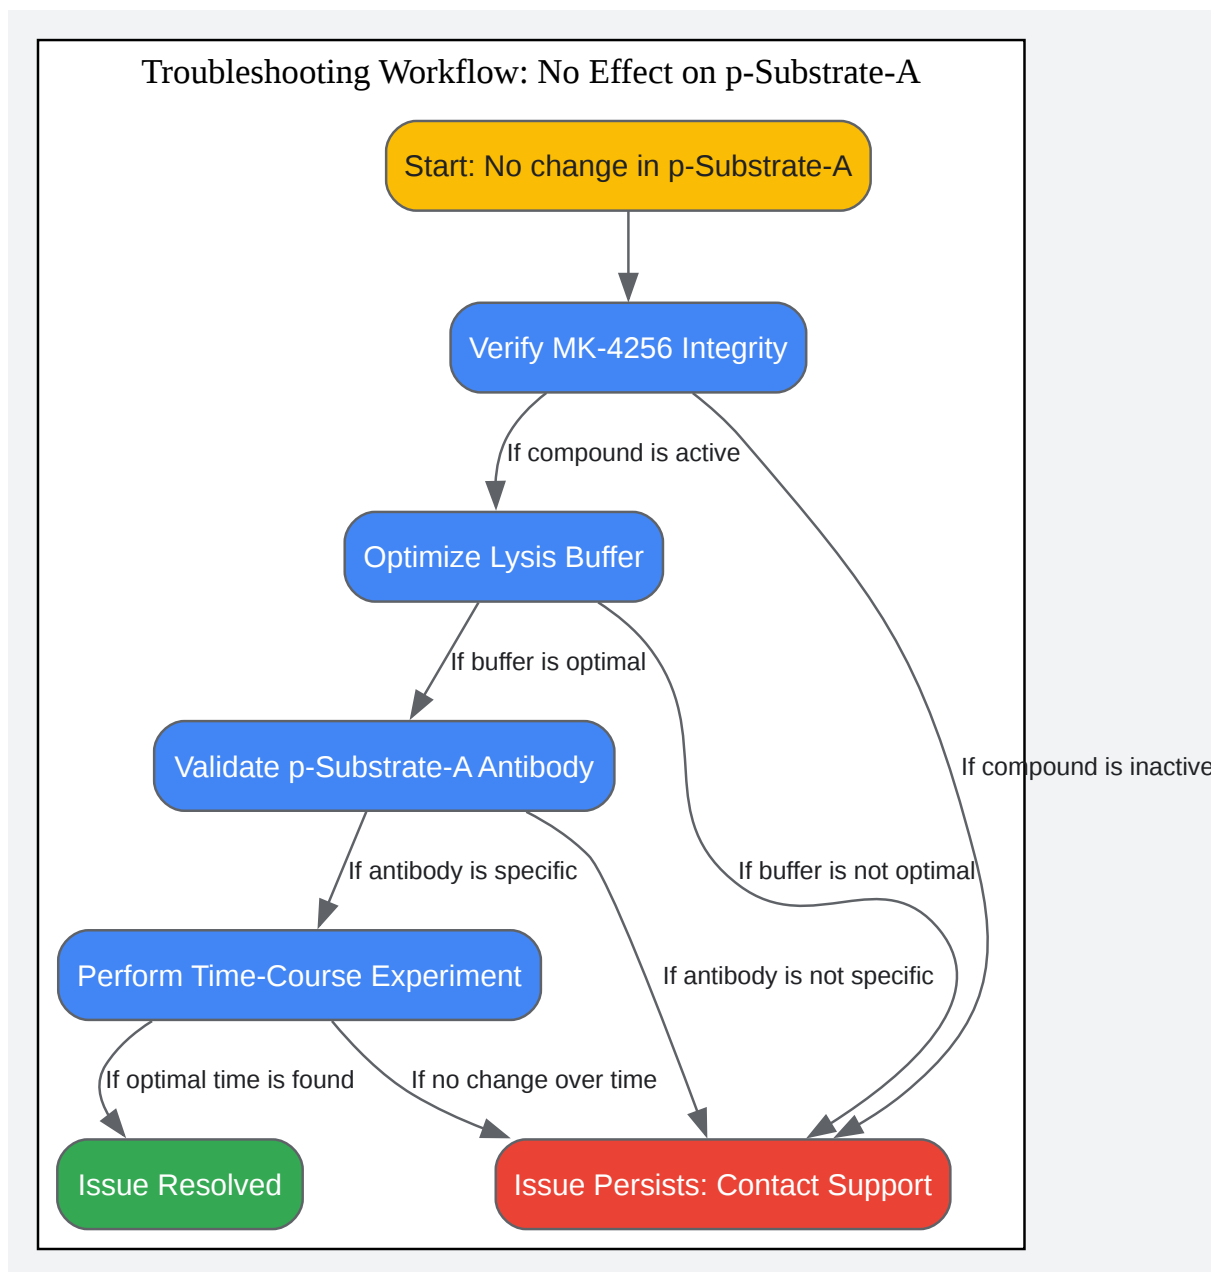 Troubleshooting Workflow: No Effect on p-Substrate-A
Start: No change in p-Substrate-A
Verify MK-4256 Integrity
If compound is active
Optimize Lysis Buffer
If buffer is optimal
Validate p-Substrate-A Antibody
If compound is inactive
If antibody is specific
If buffer is not optimal
Perform Time-Course Experiment
If antibody is not specific
If optimal time is found
If no change over time
Issue Resolved
Issue Persists: Contact Support